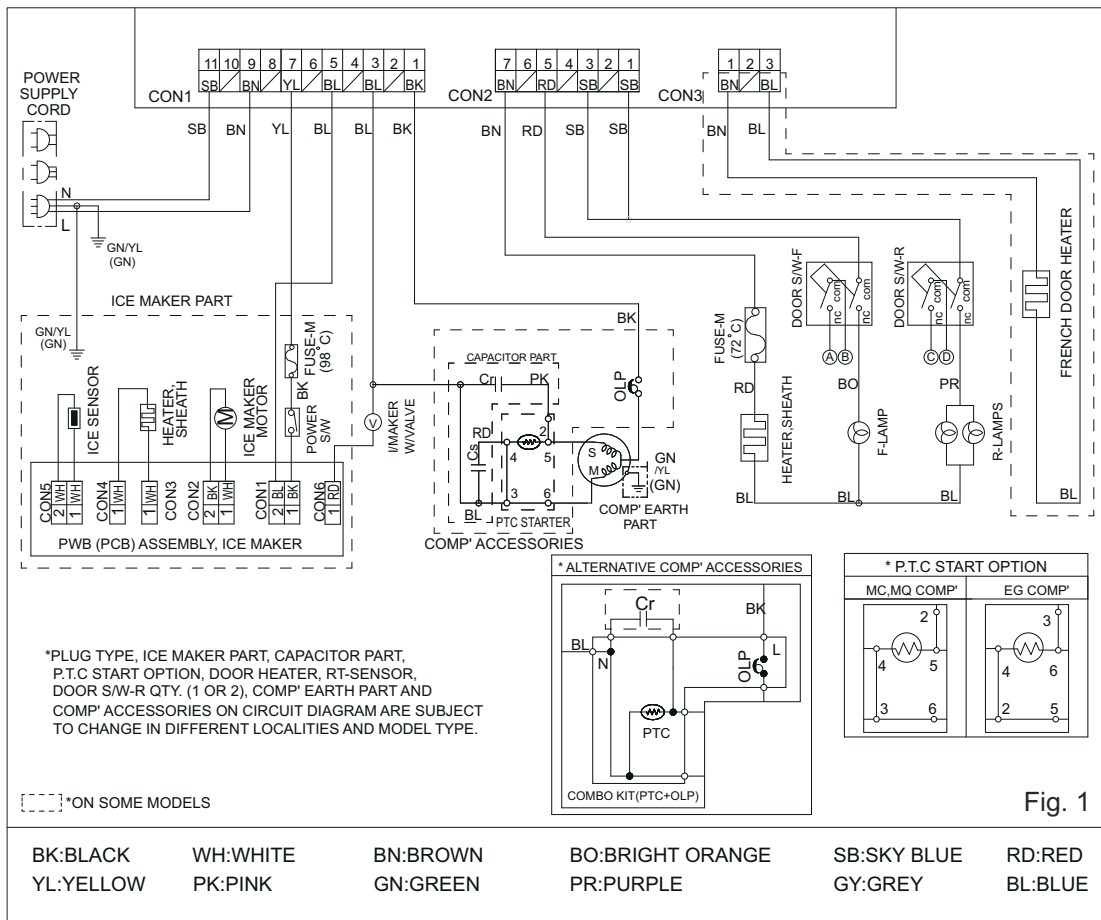 POWER
SUPPLY
CORD
CON1
11 10 9 8 7 6 5 4 3 2 1
SB BN YL BL BL BK
CON2
7 6 5 4 3 2 1
BN RD SB SB
CON3
1 2 3
BN BL
SB BN YL BL BL BK
BN RD SB SB
BN BL
N
L
GN/YL
(GN)
ICE MAKER PART
GN/YL
(GN)
ICE SENSOR
HEATER,
SHEATH
ICE MAKER
MOTOR
M
FUSE-M
(98°C)
BK
POWER
S/W
CON5
2 WH
1 WH
CON4
1 WH
1 WH
CON3
CON2
2 BK
1 WH
CON1
2 BL
1 BK
CON6
1 RD
PWB (PCB) ASSEMBLY, ICE MAKER
V
I/MAKER
W/VALVE
CAPACITOR PART
Cr
PK
RD
Cs
2
4
5
3
6
BL
PTC STARTER
COMP' ACCESSORIES
BK
OLP
S
M
GN
/YL
(GN)
COMP' EARTH
PART
FUSE-M
(72°C)
RD
HEATER,SHEATH
BL
DOOR S/W-F
com
com
nc
nc
A B
BO
F-LAMP
BL
DOOR S/W-R
com
com
nc
nc
C D
PR
R-LAMPS
BL
FRENCH DOOR HEATER
BL
* ALTERNATIVE COMP' ACCESSORIES
Cr
BK
BL
N
OLP
L
PTC
COMBO KIT(PTC+OLP)
* P.T.C START OPTION
MC,MQ COMP'
EG COMP'
2
4
5
3
6
3
4
6
2
5
*PLUG TYPE, ICE MAKER PART, CAPACITOR PART,
P.T.C START OPTION, DOOR HEATER, RT-SENSOR,
DOOR S/W-R QTY. (1 OR 2), COMP' EARTH PART AND
COMP' ACCESSORIES ON CIRCUIT DIAGRAM ARE SUBJECT
TO CHANGE IN DIFFERENT LOCALITIES AND MODEL TYPE.
*ON SOME MODELS
Fig. 1
BK:BLACK WH:WHITE BN:BROWN BO:BRIGHT ORANGE SB:SKY BLUE RD:RED
YL:YELLOW PK:PINK GN:GREEN PR:PURPLE GY:GREY BL:BLUE